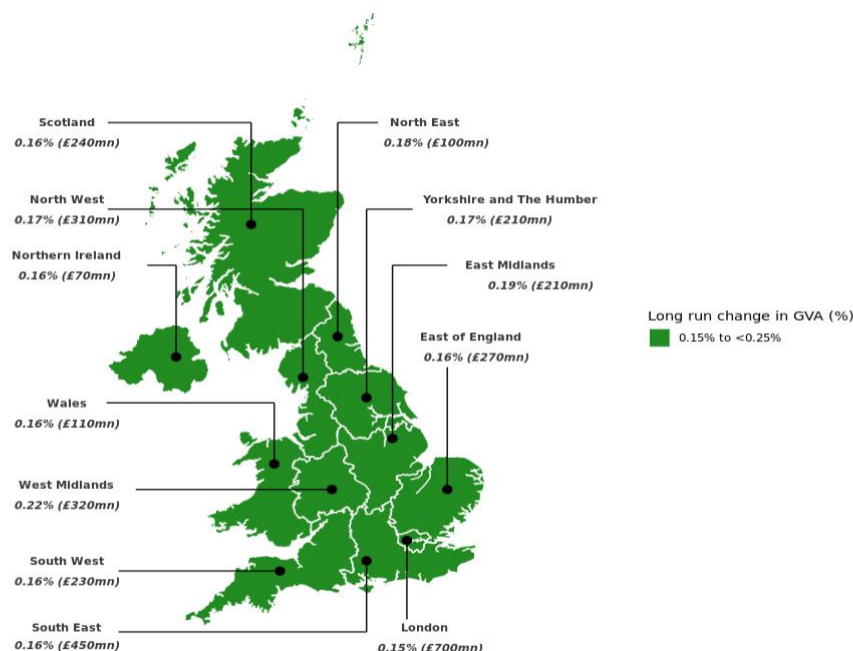 Scotland
0.16% (£240mn)
North East
0.18% (£100mn)
North West
0.17% (£310mn)
Yorkshire and The Humber
0.17% (£210mn)
Northern Ireland
0.16% (£70mn)
East Midlands
0.19% (£210mn)
Long run change in GVA (%)
0.15% to <0.25%
East of England
0.16% (£270mn)
Wales
0.16% (£110mn)
West Midlands
0.22% (£320mn)
South West
0.16% (£230mn)
South East
0.16% (£450mn)
London
0.15% (£700mn)